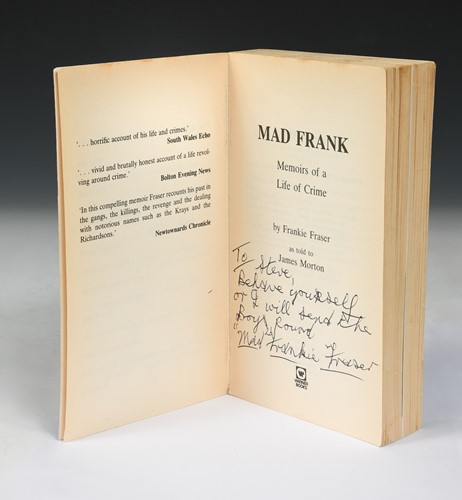 ‘. . . horrific account of his life and crimes.’
South Wales Echo
‘. . . vivid and brutally honest account of a life revol-
ving around crime.’
Bolton Evening News
‘In this compelling memoir Fraser recounts his past in
the gangs, the killings, the revenge and the dealing
with notorious names such as the Krays and the
Richardsons.’
Newtownards Chronicle
MAD FRANK
Memoirs of a
Life of Crime
by Frankie Fraser
as told to
James Morton
To Steve,
Behave yourself
or I will send the
Boys Round
"Mad Frankie" Fraser
WARNER
BOOKS